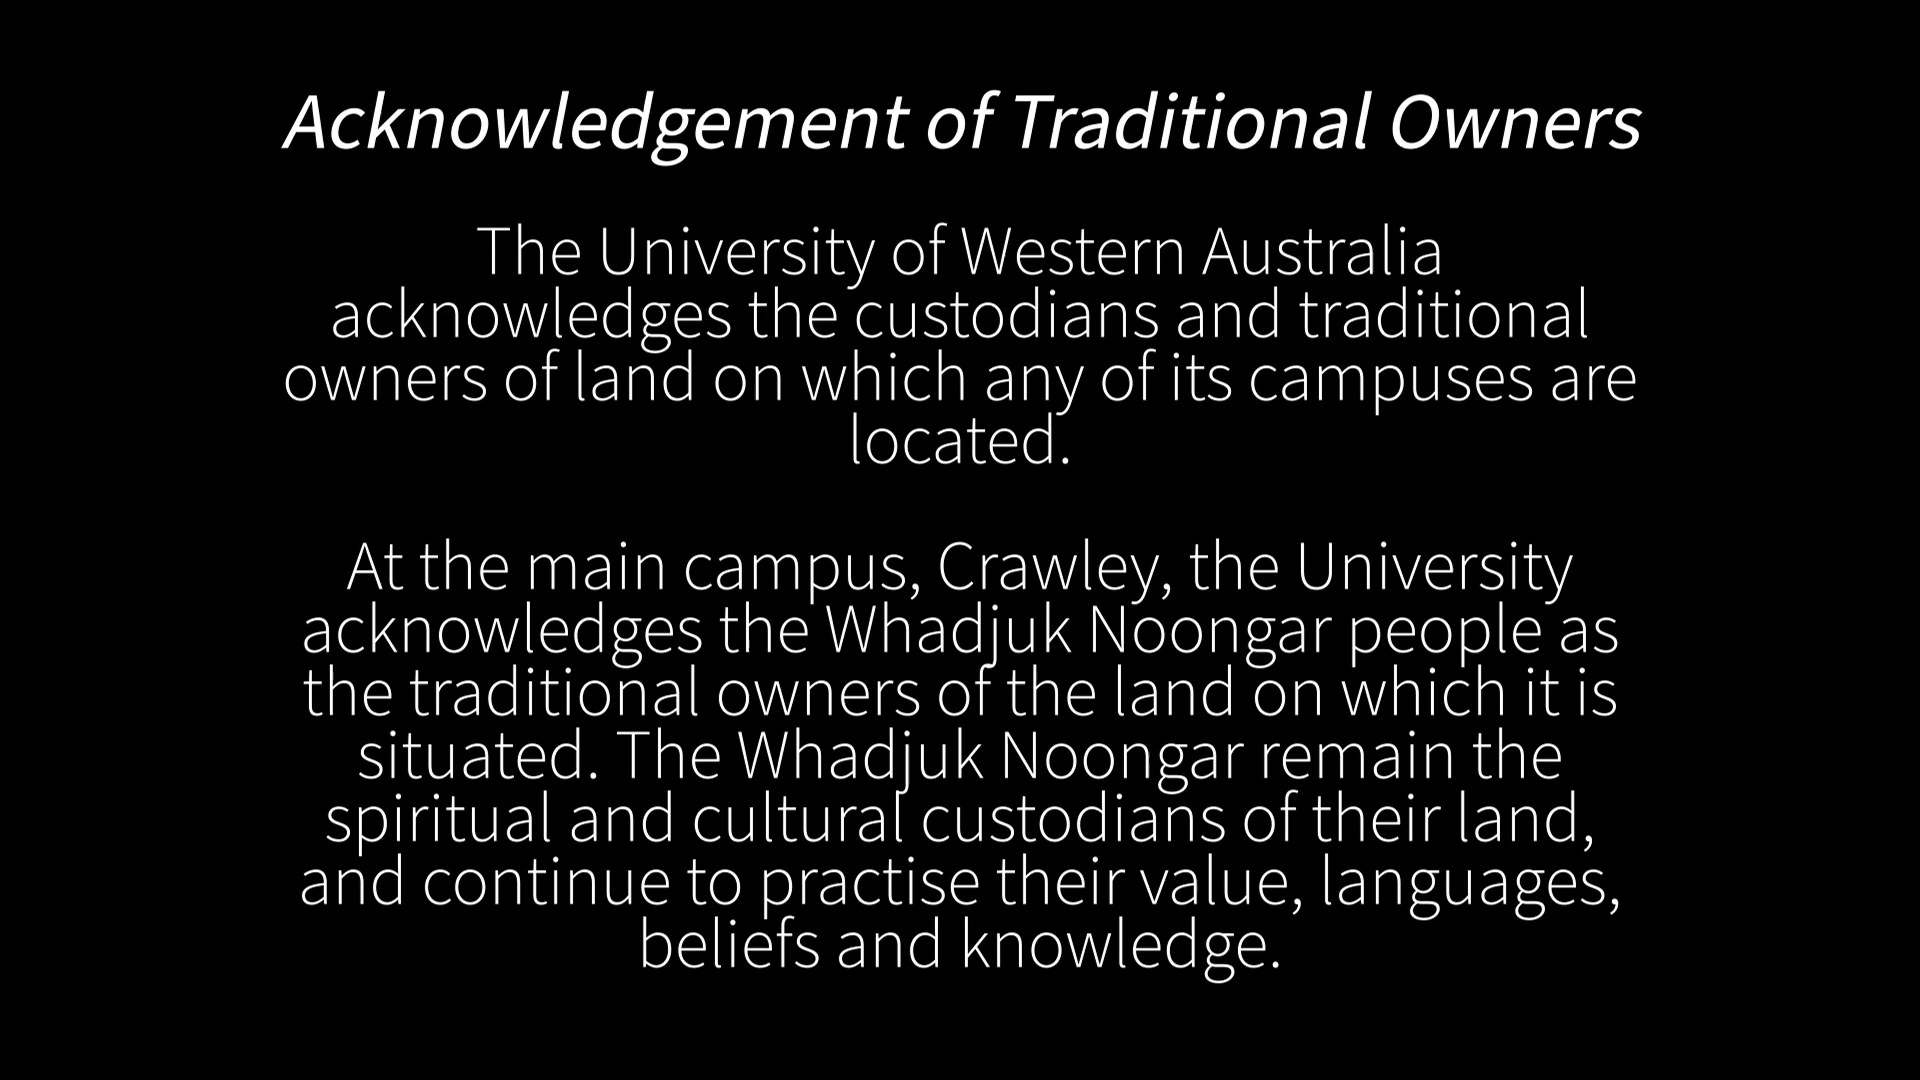 Acknowledgement of Traditional Owners
The University of Western Australia
acknowledges the custodians and traditional
owners of land on which any of its campuses are
located.
At the main campus, Crawley, the University
acknowledges the Whadjuk Noongar people as
the traditional owners of the land on which it is
situated. The Whadjuk Noongar remain the
spiritual and cultural custodians of their land,
and continue to practise their value, languages,
beliefs and knowledge.